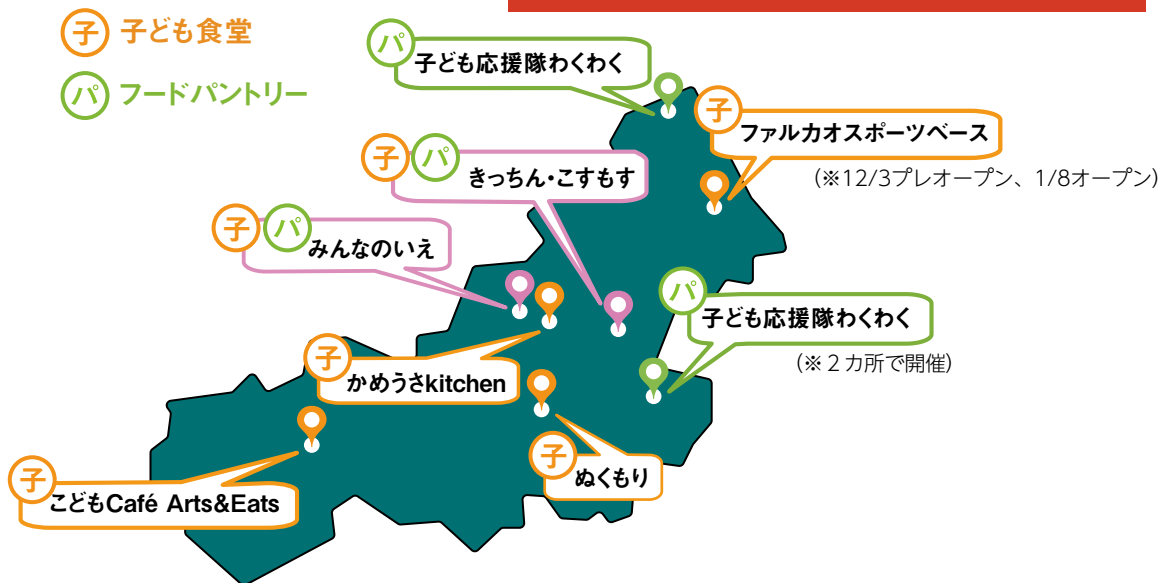 子 子ども食堂
パ フードパントリー
パ 子ども応援隊わくわく
子 ファルカオスポーツベース
(※12/3プレオープン、1/8オープン)
子 パ きっちん・こすもす
子 パ みんなのいえ
パ 子ども応援隊わくわく
(※２カ所で開催)
子 かめうさkitchen
子 ぬくもり
子 こどもCafé Arts&Eats